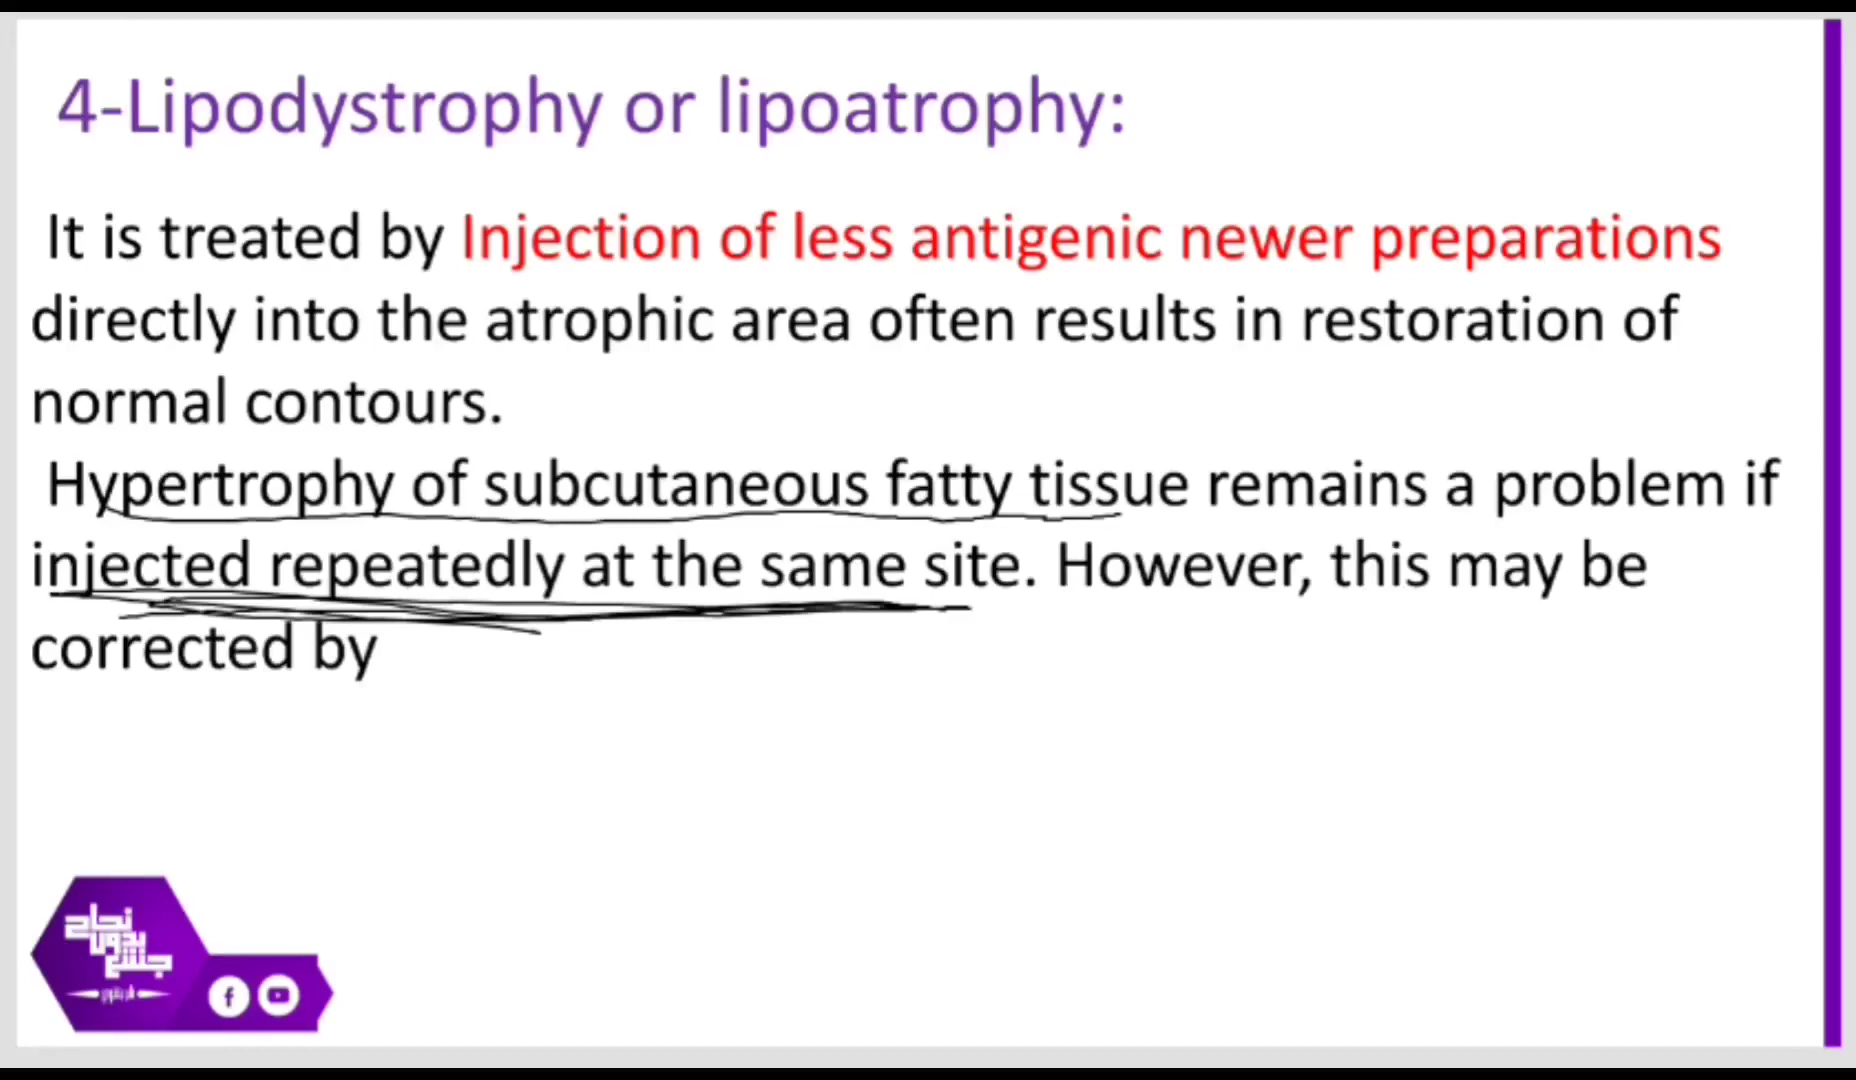 4-Lipodystrophy or lipoatrophy:
It is treated by Injection of less antigenic newer preparations
directly into the atrophic area often results in restoration of
normal contours.
Hypertrophy of subcutaneous fatty tissue remains a problem if
injected repeatedly at the same site. However, this may be
corrected by
نجاح
بدون